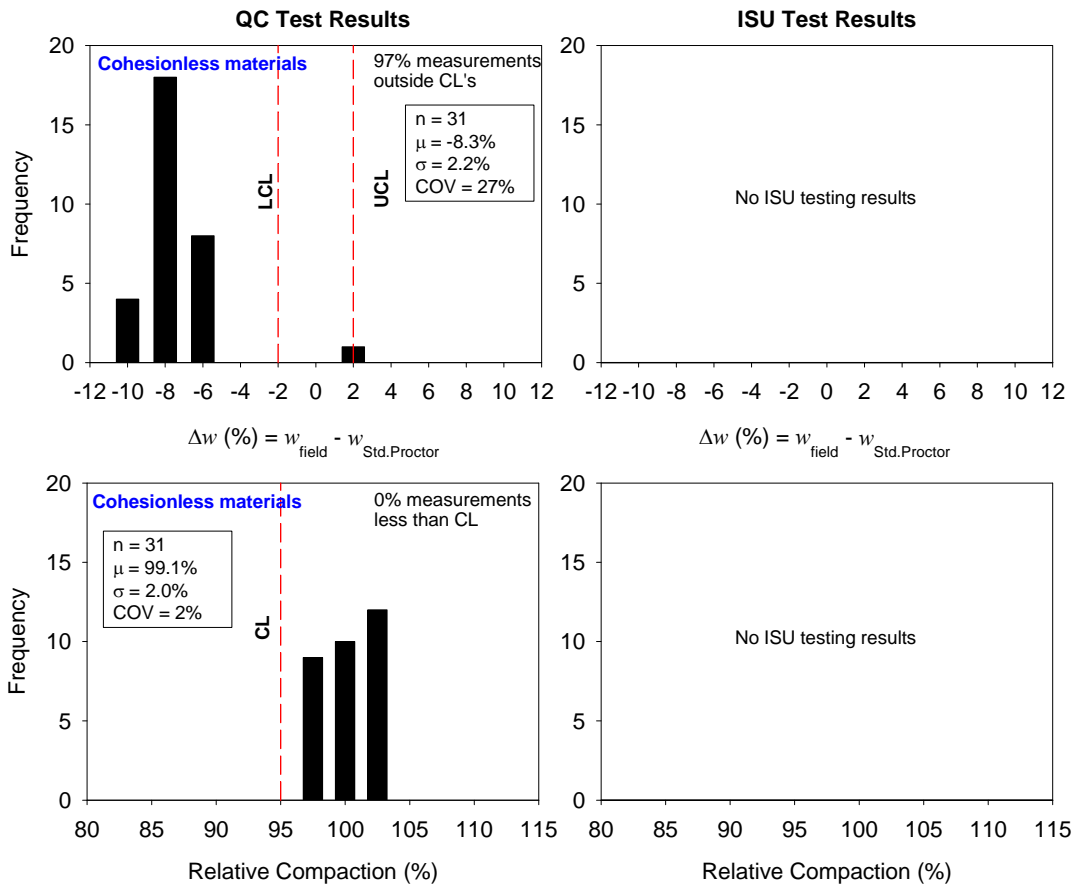 QC Test Results
ISU Test Results
20
15
10
5
0
Frequency
Cohesionless materials
97% measurements
outside CL's
LCL
UCL
n = 31
μ = -8.3%
σ = 2.2%
COV = 27%
-12 -10 -8 -6 -4 -2 0 2 4 6 8 10 12
Δw (%) = w field - w Std.Proctor
20
15
10
5
0
No ISU testing results
-12 -10 -8 -6 -4 -2 0 2 4 6 8 10 12
Δw (%) = w field - w Std.Proctor
20
15
10
5
0
Frequency
Cohesionless materials
0% measurements
less than CL
n = 31
μ = 99.1%
σ = 2.0%
COV = 2%
CL
80 85 90 95 100 105 110 115
Relative Compaction (%)
20
15
10
5
0
No ISU testing results
80 85 90 95 100 105 110 115
Relative Compaction (%)